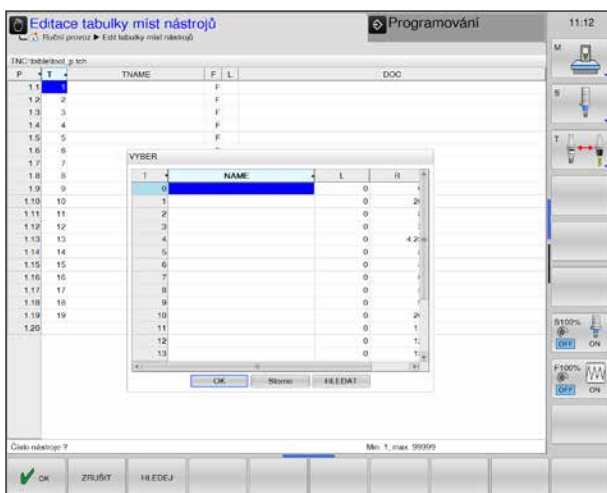 Editace tabulky míst nástrojů
Programování
11:12
Ruční provoz ▶ Edit tabulky míst nástrojů
TNC:\table\tool_p.tch
P T TNAME F L DOC
1.1 1 F
1.2 2 F
1.3 3 F
1.4 4 F
1.5 5 F
1.6 6
1.7 7
1.8 8
1.9 9
1.10 10
1.11 11
1.12 12
1.13 13
1.14 14
1.15 15
1.16 16
1.17 17
1.18 18
1.19 19
1.20
VYBER
T NAME L R
0 0
1 0
2 0
3 0
4 0
5 0
6 0
7 0
8 0
9 0
10 0
11 0
12 0
13 0
OK Storno HLEDAT
M
S
T
S100%
OFF ON
F100%
OFF ON
Číslo nástroje ?
Min. 1, max. 99999
OK ZRUŠIT HLEDEJ